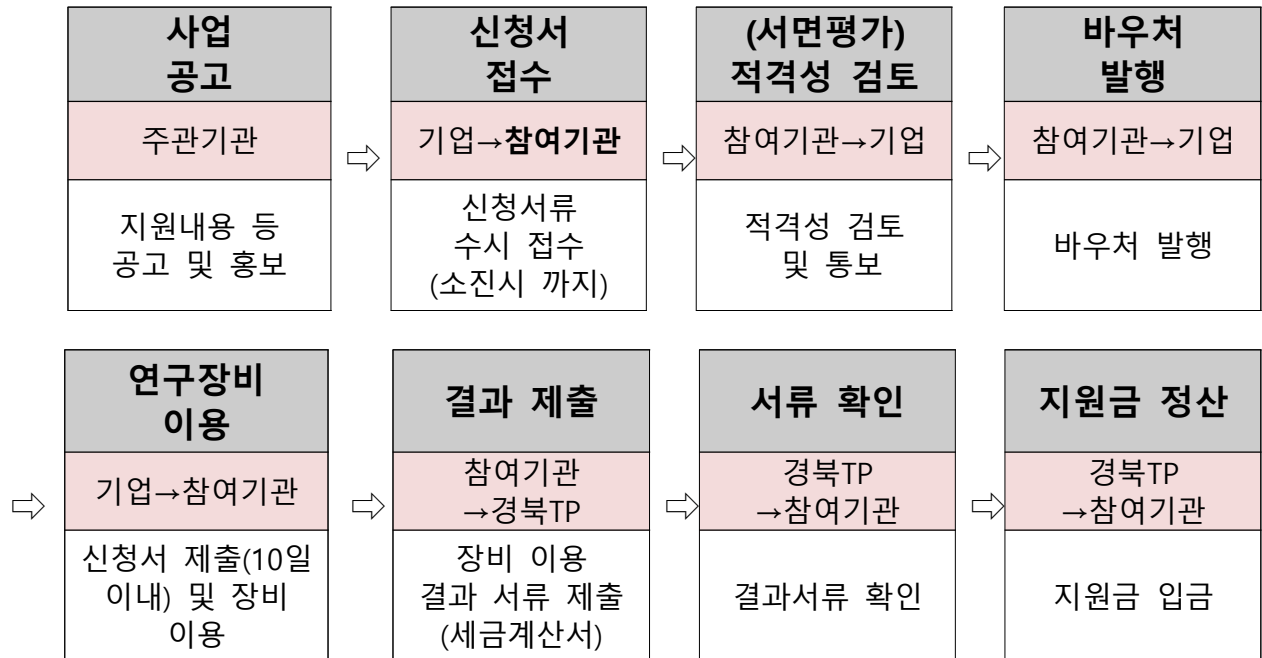 사업
공고
주관기관
지원내용 등
공고 및 홍보
⇨
신청서
접수
기업→참여기관
신청서류
수시 접수
(소진시 까지)
⇨
(서면평가)
적격성 검토
참여기관→기업
적격성 검토
및 통보
⇨
바우처
발행
참여기관→기업
바우처 발행
⇨
연구장비
이용
기업→참여기관
신청서 제출(10일
이내) 및 장비
이용
⇨
결과 제출
참여기관
→경북TP
장비 이용
결과 서류 제출
(세금계산서)
⇨
서류 확인
경북TP
→참여기관
결과서류 확인
⇨
지원금 정산
경북TP
→참여기관
지원금 입금